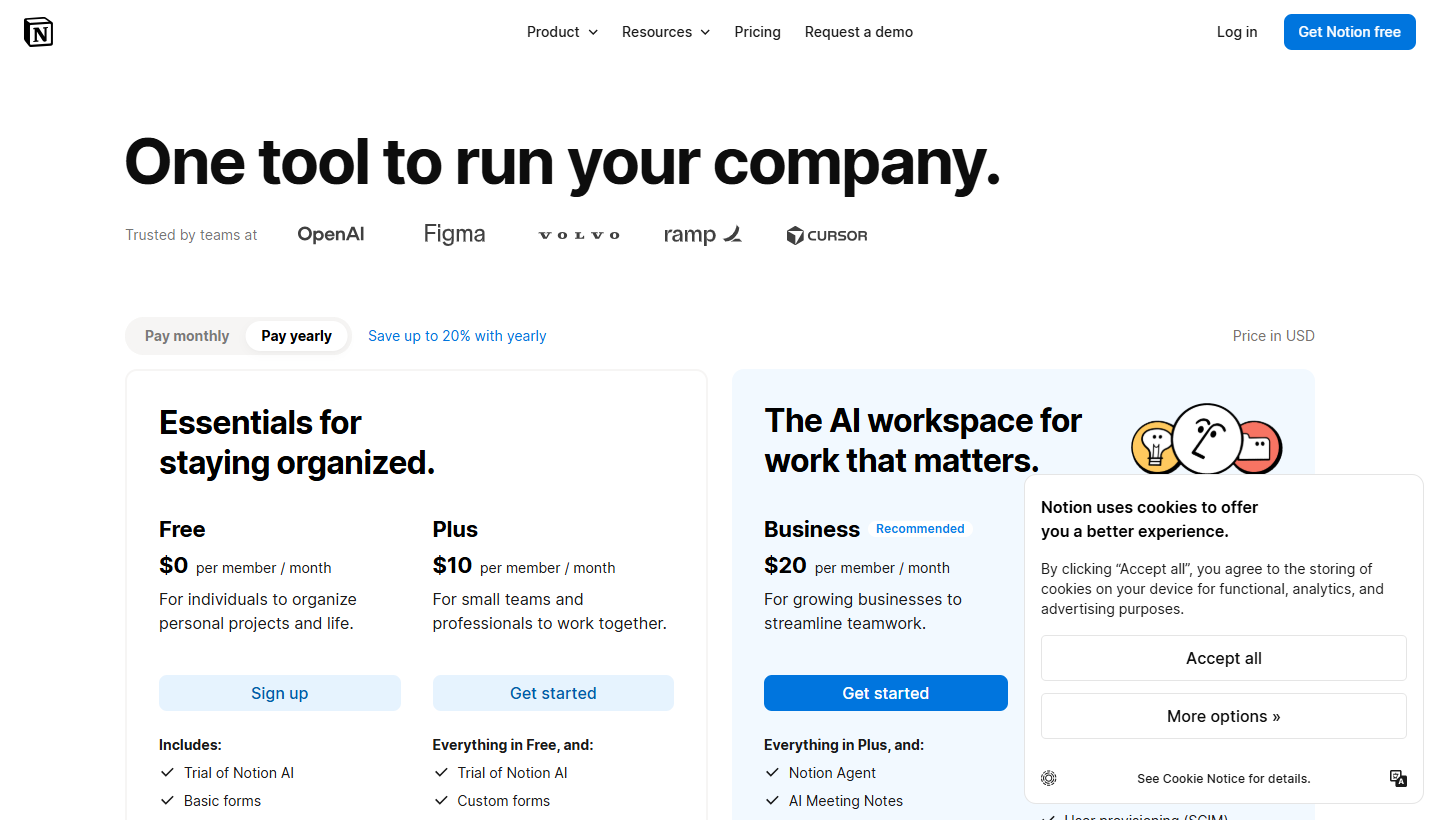 N
Product
Resources
Pricing
Request a demo
Log in
Get Notion free
One tool to run your company.
Trusted by teams at
OpenAI
Figma
VOLVO
ramp
CURSOR
Pay monthly
Pay yearly
Save up to 20% with yearly
Price in USD
Essentials for
staying organized.
Free
$0 per member / month
For individuals to organize
personal projects and life.
Sign up
Includes:
Trial of Notion AI
Basic forms
Plus
$10 per member / month
For small teams and
professionals to work together.
Get started
Everything in Free, and:
Trial of Notion AI
Custom forms
The AI workspace for
work that matters.
Business
Recommended
$20 per member / month
For growing businesses to
streamline teamwork.
Get started
Everything in Plus, and:
Notion Agent
AI Meeting Notes
User provisioning (SCIM)
Notion uses cookies to offer
you a better experience.
By clicking “Accept all”, you agree to the storing of
cookies on your device for functional, analytics, and
advertising purposes.
Accept all
More options »
See Cookie Notice for details.